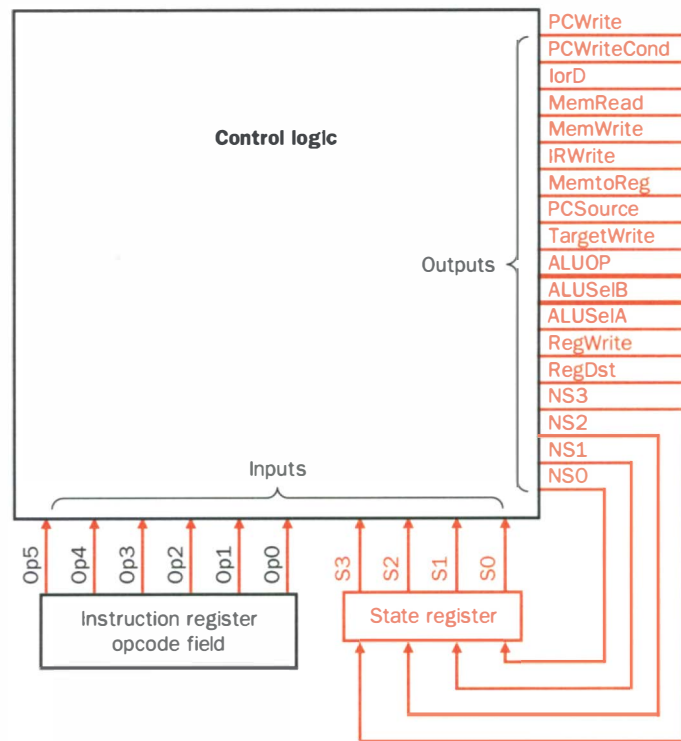 PCWrite
PCWriteCond
IorD
MemRead
MemWrite
IRWrite
MemtoReg
PCSource
TargetWrite
ALUOP
ALUSelB
ALUSelA
RegWrite
RegDst
NS3
NS2
NS1
NS0
Control logic
Outputs
Inputs
Op5
Op4
Op3
Op2
Op1
Op0
S3
S2
S1
S0
Instruction register
opcode field
State register